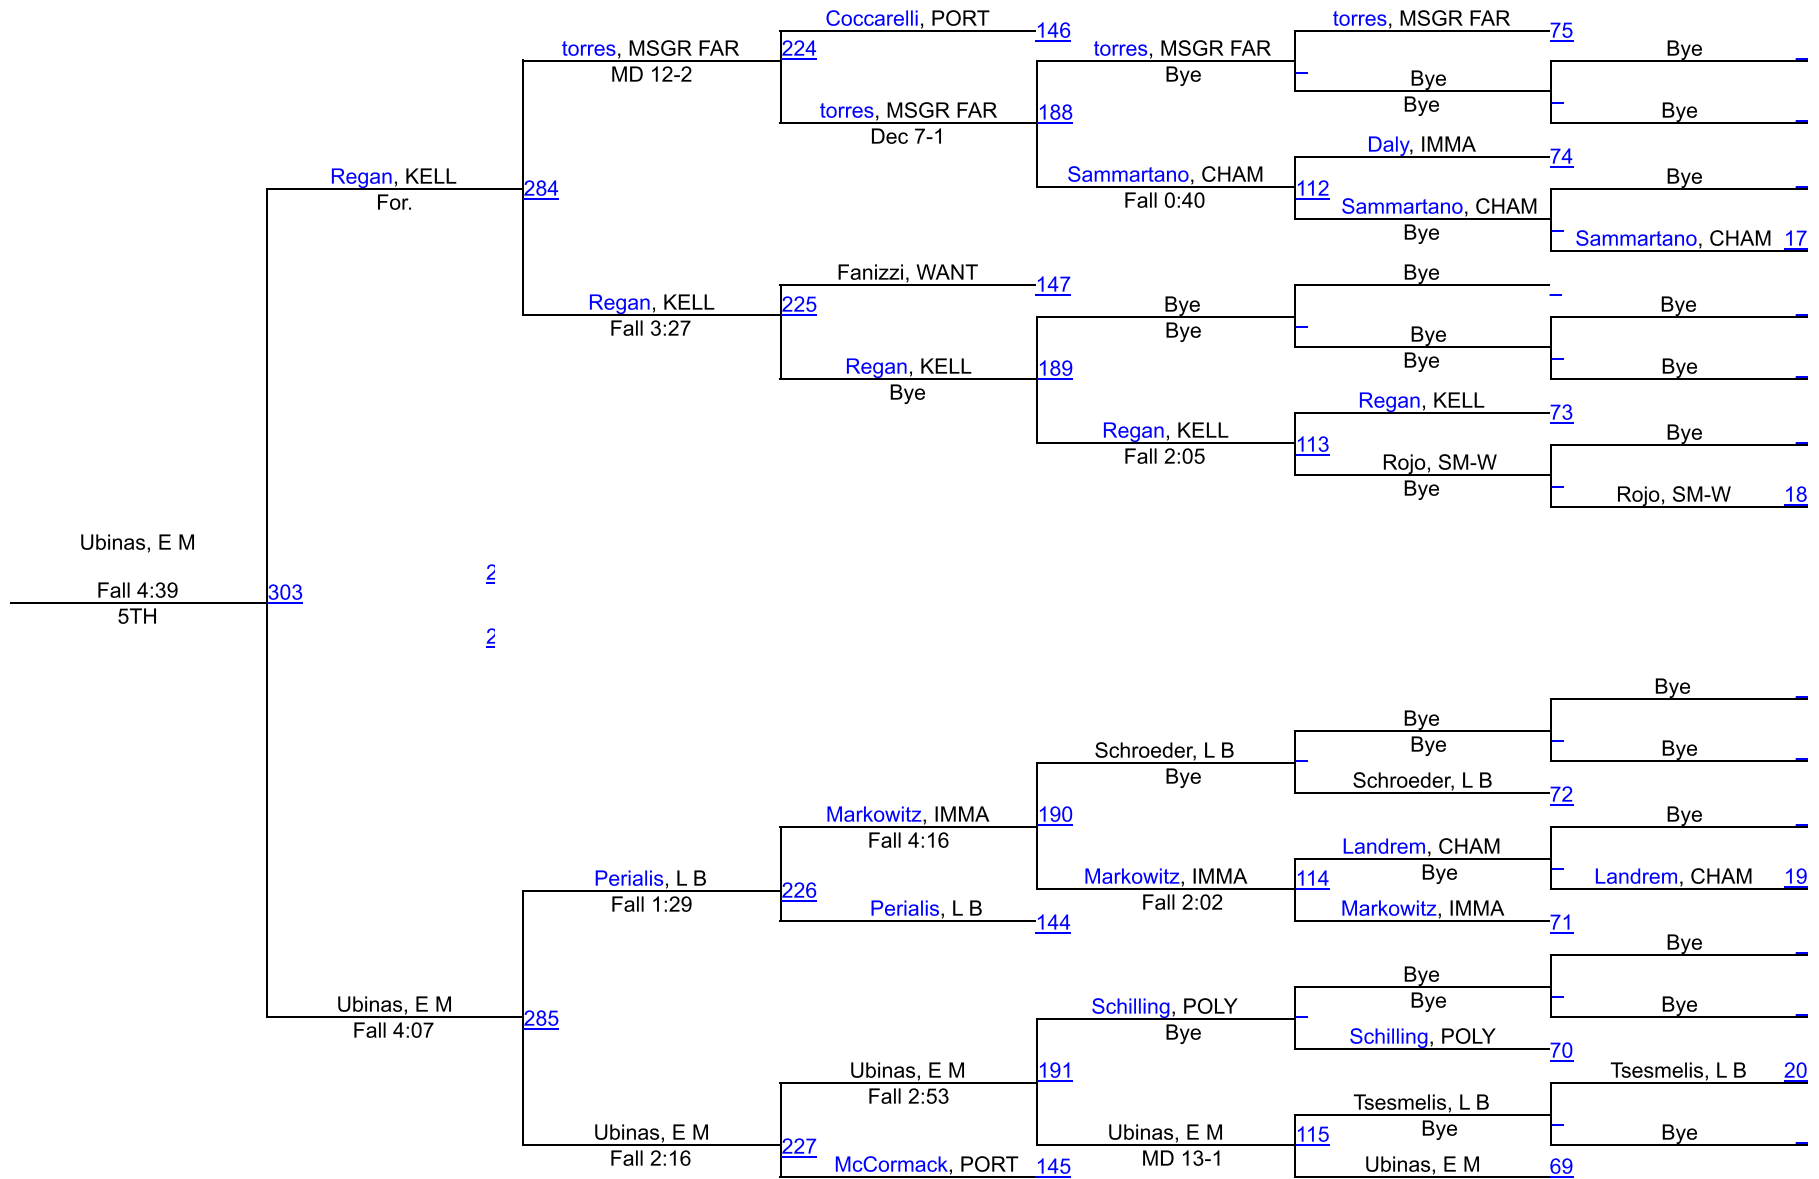 Coccarelli, PORT
146
torres, MSGR FAR
75
torres, MSGR FAR
224
MD 12-2
torres, MSGR FAR
Bye
Bye
Bye
Bye
torres, MSGR FAR
188
Dec 7-1
Bye
Daly, IMMA
74
Regan, KELL
284
For.
Sammartano, CHAM
112
Fall 0:40
Bye
Sammartano, CHAM
Bye
Sammartano, CHAM 17
Fanizzi, WANT
147
Bye
Regan, KELL
225
Fall 3:27
Bye
Bye
Bye
Bye
Bye
Regan, KELL
189
Bye
Bye
Regan, KELL
73
Regan, KELL
113
Fall 2:05
Bye
Rojo, SM-W
Bye
Rojo, SM-W 18
Ubinas, E M
2
Fall 4:39
303
5TH
2
Bye
Bye
Bye
Schroeder, L B
Bye
Bye
Schroeder, L B
72
Markowitz, IMMA
190
Fall 4:16
Bye
Landrem, CHAM
Bye
Perialis, L B
226
Fall 1:29
Markowitz, IMMA
114
Fall 2:02
Landrem, CHAM 19
Perialis, L B
144
Markowitz, IMMA
71
Bye
Bye
Bye
Ubinas, E M
285
Fall 4:07
Schilling, POLY
Bye
Bye
Schilling, POLY
70
Ubinas, E M
191
Fall 2:53
Tsesmelis, L B 20
Tsesmelis, L B
Bye
Ubinas, E M
227
Fall 2:16
Ubinas, E M
115
MD 13-1
Bye
McCormack, PORT 145
Ubinas, E M
69